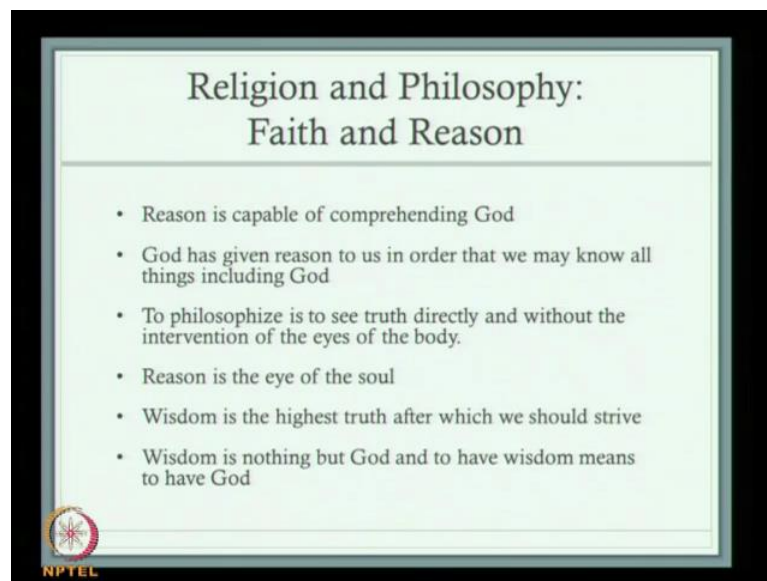 Religion and Philosophy:
Faith and Reason
• Reason is capable of comprehending God
• God has given reason to us in order that we may know all
things including God
• To philosophize is to see truth directly and without the
intervention of the eyes of the body.
• Reason is the eye of the soul
• Wisdom is the highest truth after which we should strive
• Wisdom is nothing but God and to have wisdom means
to have God
NPTEL